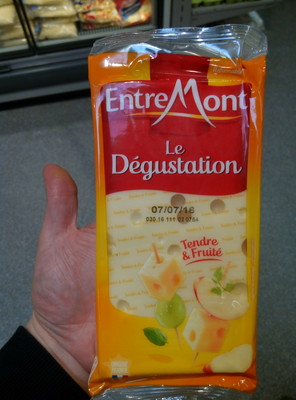 EntreMont
Le
Dégustation
07/07/16
Tendre
& Fruité